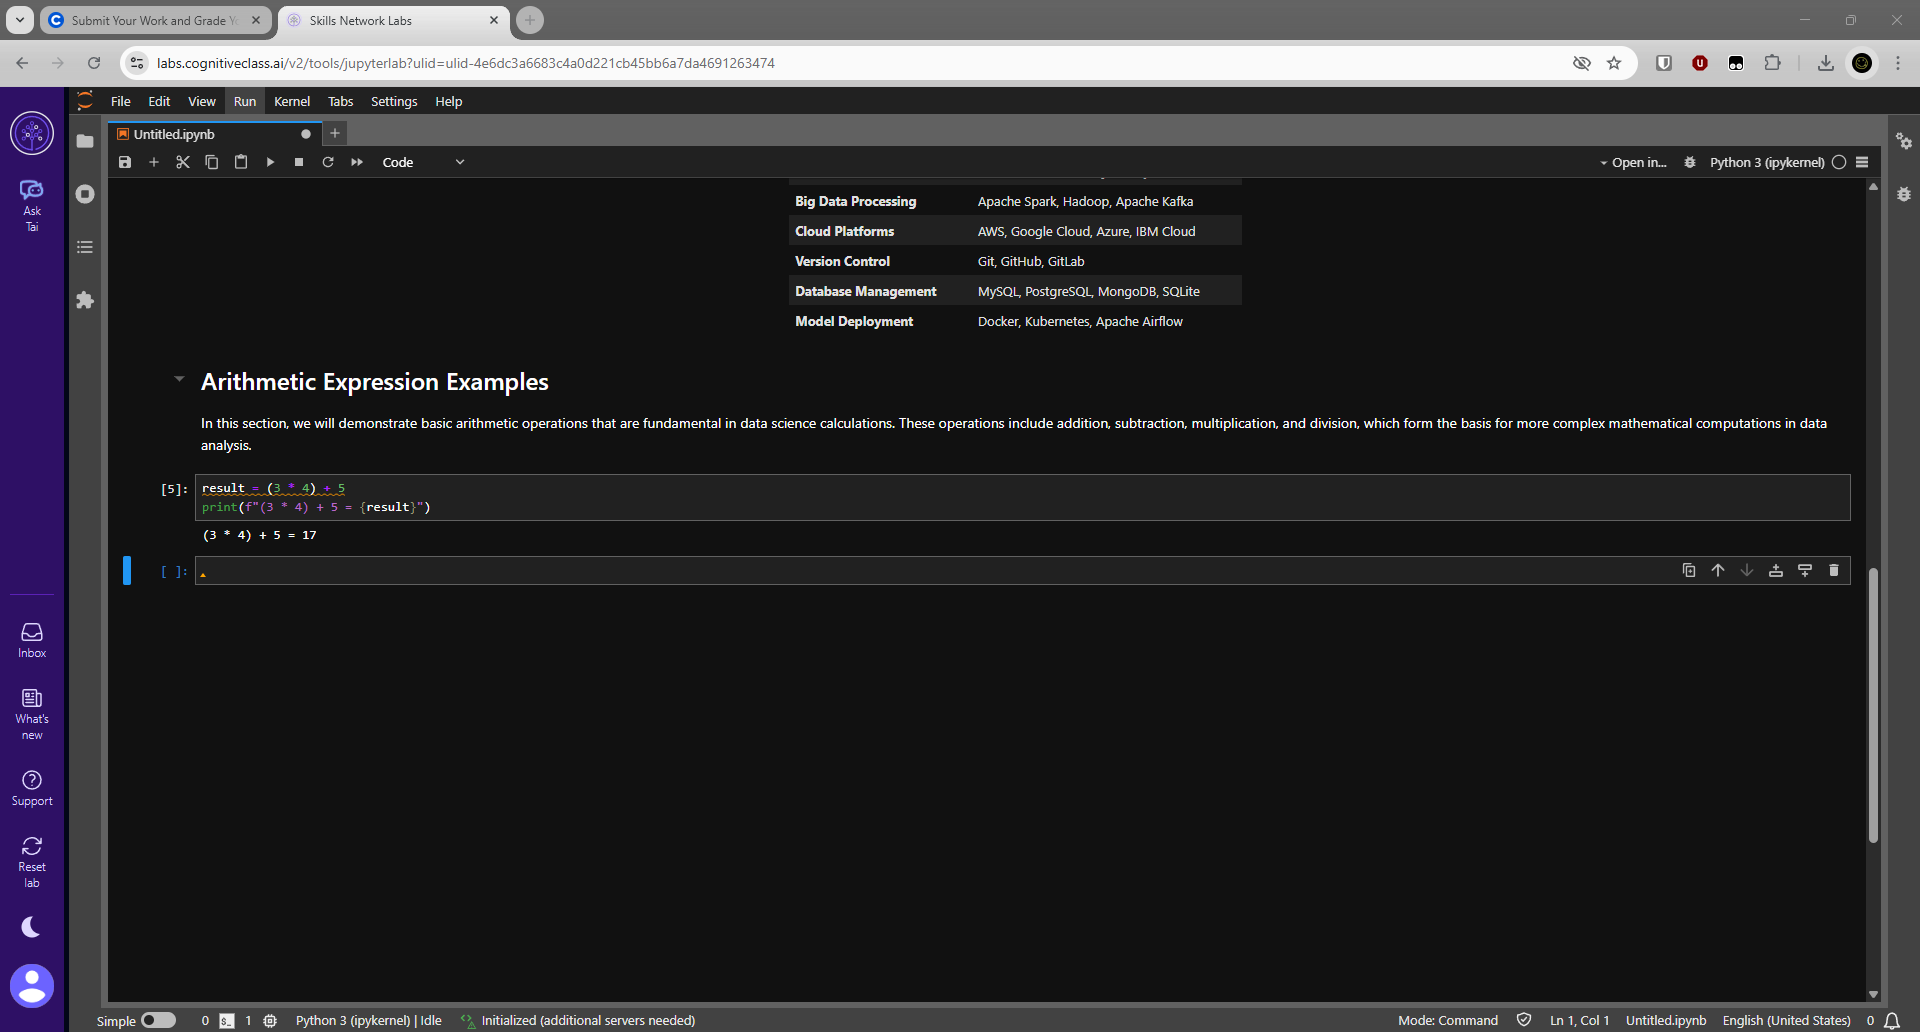 Submit Your Work and Grade Y
Skills Network Labs
labs.cognitiveclass.ai/v2/tools/jupyterlab?ulid=ulid-4e6dc3a6683c4a0d221cb45bb6a7da4691263474
File Edit View Run Kernel Tabs Settings Help
Untitled.ipynb
Code
Open in...
Python 3 (ipykernel)
Ask
Tai
Big Data Processing Apache Spark, Hadoop, Apache Kafka
Cloud Platforms AWS, Google Cloud, Azure, IBM Cloud
Version Control Git, GitHub, GitLab
Database Management MySQL, PostgreSQL, MongoDB, SQLite
Model Deployment Docker, Kubernetes, Apache Airflow
Arithmetic Expression Examples
In this section, we will demonstrate basic arithmetic operations that are fundamental in data science calculations. These operations include addition, subtraction, multiplication, and division, which form the basis for more complex mathematical computations in data
analysis.
[5]: result = (3 * 4) + 5
print(f"(3 * 4) + 5 = {result}")
(3 * 4) + 5 = 17
[ ]:
Inbox
What's
new
Support
Reset
lab
Simple 0 $_ 1 Python 3 (ipykernel) | Idle Initialized (additional servers needed)
Mode: Command Ln 1, Col 1 Untitled.ipynb English (United States) 0